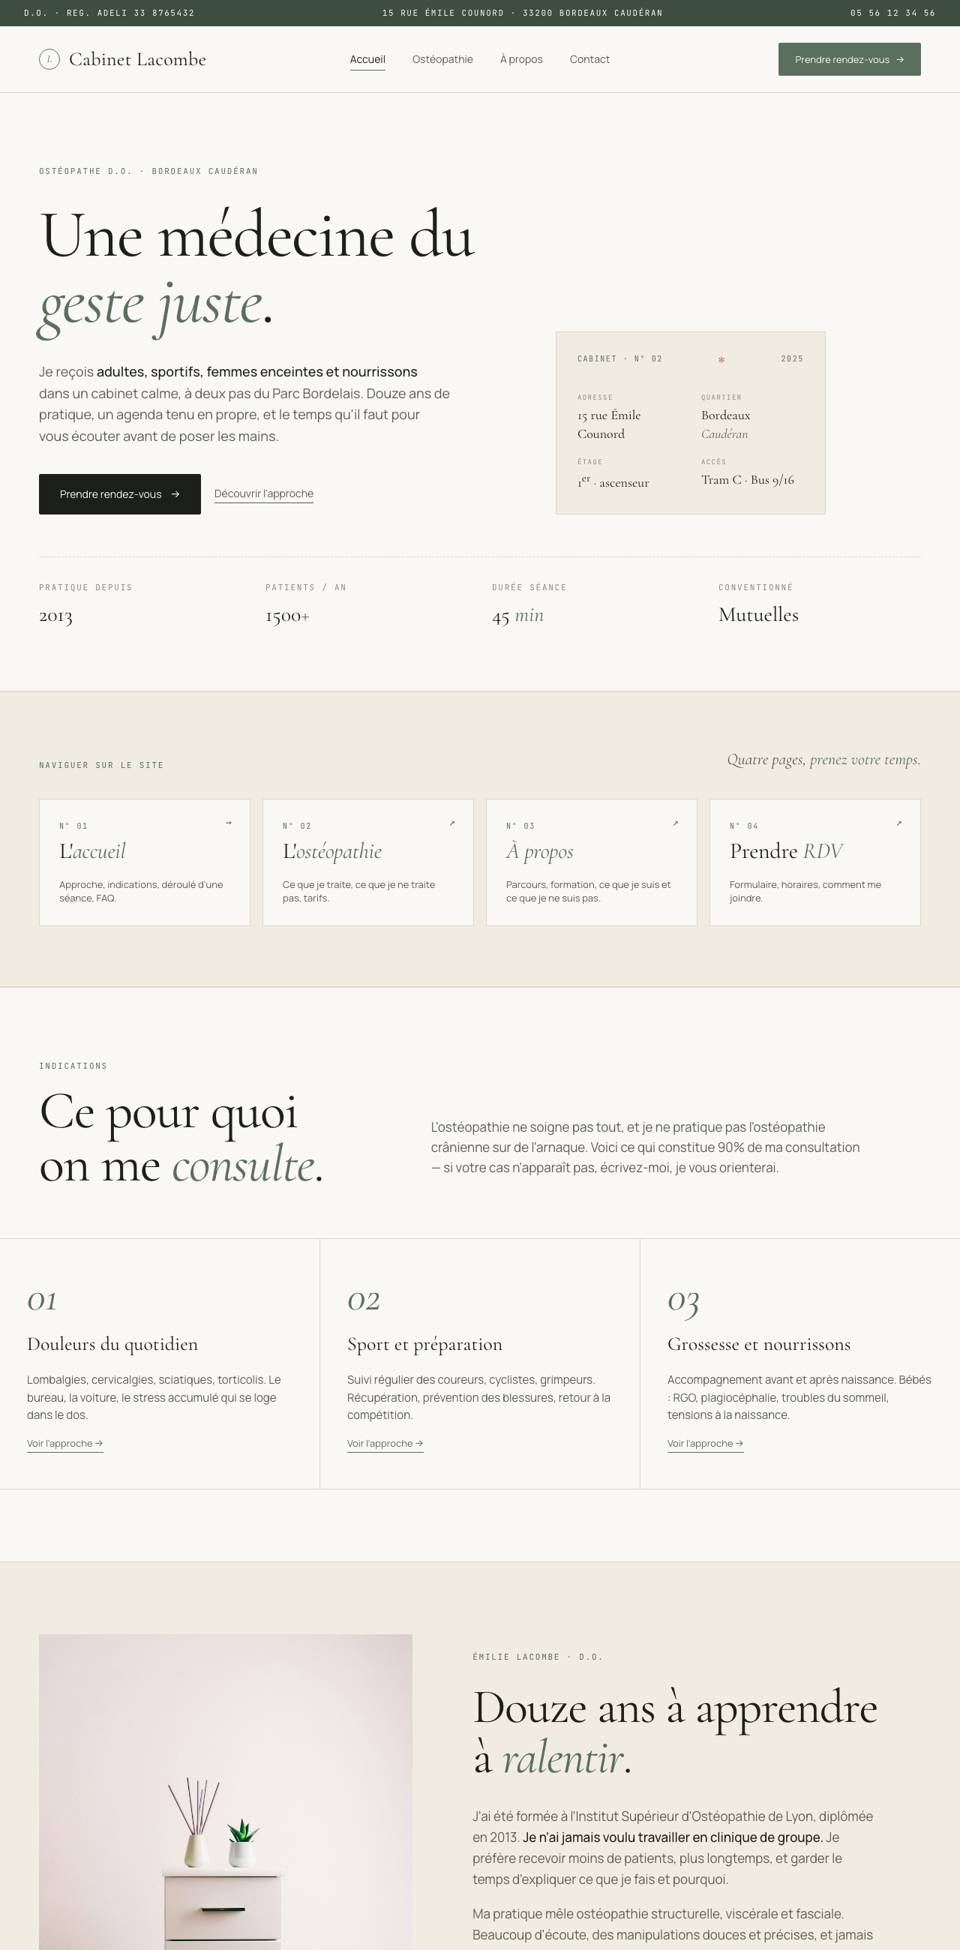 D.O. · REG. ADELI 33 8765432
15 RUE ÉMILE COUNORD · 33200 BORDEAUX CAUDÉRAN
05 56 12 34 56
L
Cabinet Lacombe
Accueil
Ostéopathie
À propos
Contact
Prendre rendez-vous →
OSTÉOPATHE D.O. · BORDEAUX CAUDÉRAN
Une médecine du
geste juste.
Je reçois adultes, sportifs, femmes enceintes et nourrissons
dans un cabinet calme, à deux pas du Parc Bordelais. Douze ans de
pratique, un agenda tenu en propre, et le temps qu'il faut pour
vous écouter avant de poser les mains.
Prendre rendez-vous →
Découvrir l'approche
CABINET · N° 02
✻
2025
ADRESSE
15 rue Émile
Counord
QUARTIER
Bordeaux
Caudéran
ÉTAGE
1er · ascenseur
ACCÈS
Tram C · Bus 9/16
PRATIQUE DEPUIS
2013
PATIENTS / AN
1500+
DURÉE SÉANCE
45 min
CONVENTIONNÉ
Mutuelles
NAVIGUER SUR LE SITE
Quatre pages, prenez votre temps.
N° 01 →
L'accueil
Approche, indications, déroulé d'une
séance, FAQ.
N° 02 ↗
L'ostéopathie
Ce que je traite, ce que je ne traite
pas, tarifs.
N° 03 ↗
À propos
Parcours, formation, ce que je suis et
ce que je ne suis pas.
N° 04 ↗
Prendre RDV
Formulaire, horaires, comment me
joindre.
INDICATIONS
Ce pour quoi
on me consulte.
L'ostéopathie ne soigne pas tout, et je ne pratique pas l'ostéopathie
crânienne sur de l'arnaque. Voici ce qui constitue 90% de ma consultation
— si votre cas n'apparaît pas, écrivez-moi, je vous orienterai.
01
Douleurs du quotidien
Lombalgies, cervicalgies, sciatiques, torticolis. Le
bureau, la voiture, le stress accumulé qui se loge
dans le dos.
Voir l'approche →
02
Sport et préparation
Suivi régulier des coureurs, cyclistes, grimpeurs.
Récupération, prévention des blessures, retour à la
compétition.
Voir l'approche →
03
Grossesse et nourrissons
Accompagnement avant et après naissance. Bébés
: RGO, plagiocéphalie, troubles du sommeil,
tensions à la naissance.
Voir l'approche →
ÉMILIE LACOMBE · D.O.
Douze ans à apprendre
à ralentir.
J'ai été formée à l'Institut Supérieur d'Ostéopathie de Lyon, diplômée
en 2013. Je n'ai jamais voulu travailler en clinique de groupe. Je
préfère recevoir moins de patients, plus longtemps, et garder le
temps d'expliquer ce que je fais et pourquoi.
Ma pratique mêle ostéopathie structurelle, viscérale et fasciale.
Beaucoup d'écoute, des manipulations douces et précises, et jamais